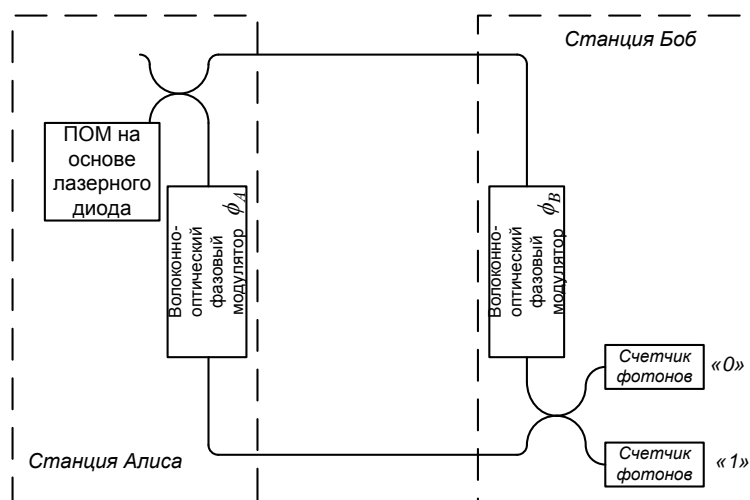 Станция Боб
ПОМ на
основе
лазерного
диода
Волоконно-
оптический
фазовый
модулятор ϕA
Волоконно-
оптический
фазовый
модулятор ϕB
Счетчик
фотонов
«0»
Станция Алиса
Счетчик
фотонов
«1»